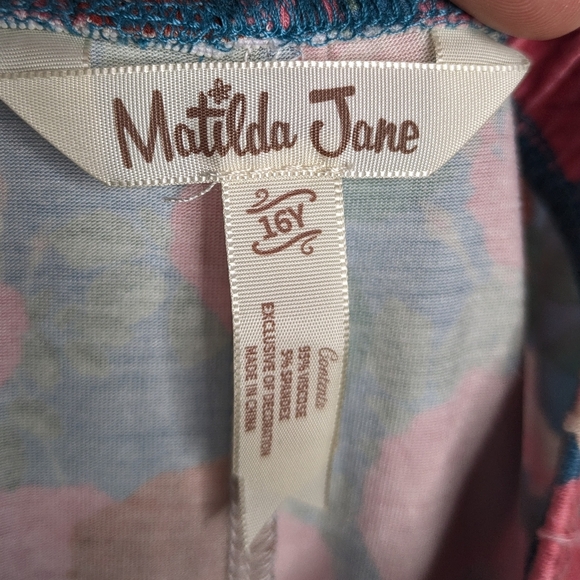 Matilda Jane
16Y
Contents
95% VISCOSE
5% SPANDEX
EXCLUSIVE OF DECORATION
MADE IN CHINA